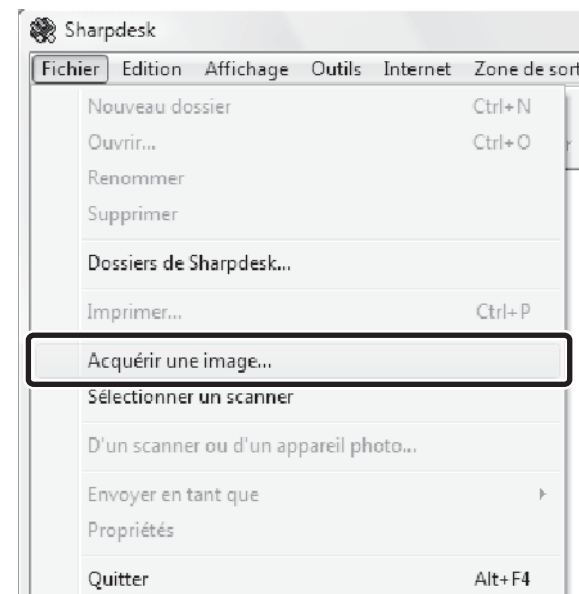 Sharpdesk
Fichier Edition Affichage Outils Internet Zone de sort
Nouveau dossier Ctrl+N
Ouvrir... Ctrl+O
Renommer
Supprimer
Dossiers de Sharpdesk...
Imprimer... Ctrl+P
Acquérir une image...
Sélectionner un scanner
D'un scanner ou d'un appareil photo...
Envoyer en tant que
Propriétés
Quitter Alt+F4